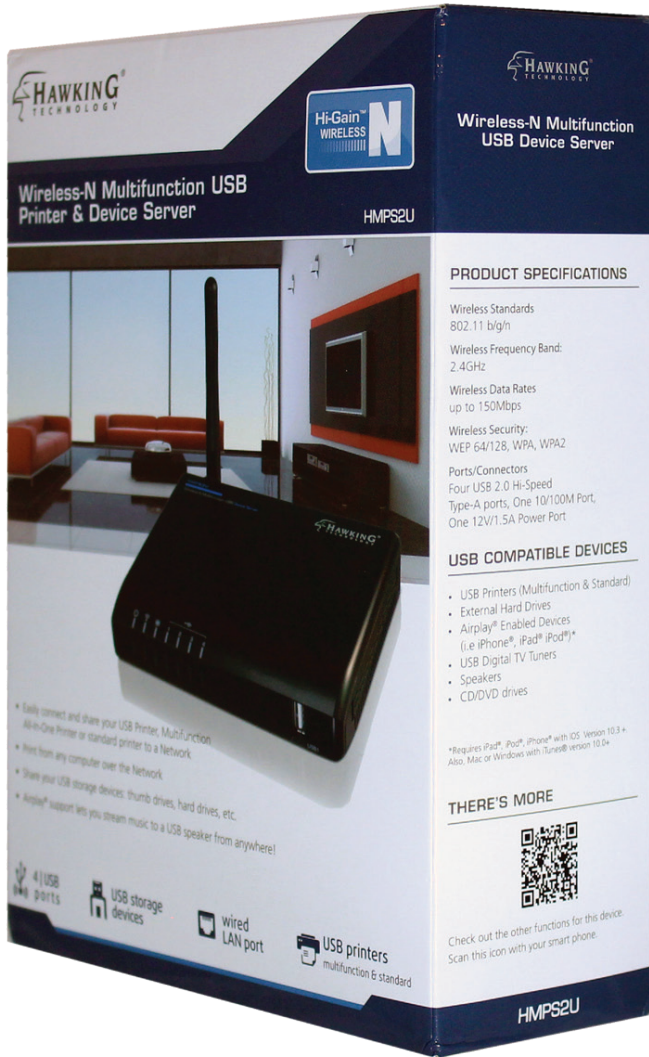 HAWKING®
TECHNOLOGY
Hi-Gain™
WIRELESS
N
Wireless-N Multifunction USB
Printer & Device Server
HMPS2U
HAWKING
TECHNOLOGY
• Easily connect and share your USB Printer, Multifunction
All-in-One Printer or standard printer to a Network
• Print from any computer over the Network
• Share your USB storage devices: thumb drives, hard drives, etc.
• Airplay® support lets you stream music to a USB speaker from anywhere!
4 | USB
ports
USB storage
devices
wired
LAN port
USB printers
multifunction & standard
HAWKING®
TECHNOLOGY
Wireless-N Multifunction
USB Device Server
PRODUCT SPECIFICATIONS
Wireless Standards
802.11 b/g/n
Wireless Frequency Band:
2.4GHz
Wireless Data Rates
up to 150Mbps
Wireless Security:
WEP 64/128, WPA, WPA2
Ports/Connectors
Four USB 2.0 Hi-Speed
Type-A ports, One 10/100M Port,
One 12V/1.5A Power Port
USB COMPATIBLE DEVICES
• USB Printers (Multifunction & Standard)
• External Hard Drives
• Airplay® Enabled Devices
(i.e iPhone®, iPad® iPod®)*
• USB Digital TV Tuners
• Speakers
• CD/DVD drives
*Requires iPad®, iPod®, iPhone® with iOS Version 10.3 +.
Also, Mac or Windows with iTunes® version 10.0+
THERE'S MORE
Check out the other functions for this device.
Scan this icon with your smart phone.
HMPS2U